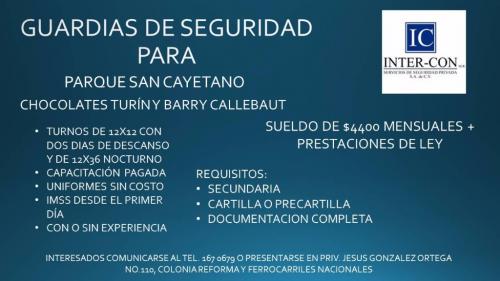 GUARDIAS DE SEGURIDAD
PARA
PARQUE SAN CAYETANO
CHOCOLATES TURÍN Y BARRY CALLEBAUT
IC
INTER-CON
SERVICIOS DE SEGURIDAD PRIVADA
S.A. de C.V.
• TURNOS DE 12X12 CON
DOS DIAS DE DESCANSO
Y DE 12X36 NOCTURNO
• CAPACITACIÓN PAGADA
• UNIFORMES SIN COSTO
• IMSS DESDE EL PRIMER
DÍA
• CON O SIN EXPERIENCIA
SUELDO DE $4400 MENSUALES +
PRESTACIONES DE LEY
REQUISITOS:
• SECUNDARIA
• CARTILLA O PRECARTILLA
• DOCUMENTACION COMPLETA
INTERESADOS COMUNICARSE AL TEL. 167 0679 O PRESENTARSE EN PRIV. JESUS GONZALEZ ORTEGA
NO. 110, COLONIA REFORMA Y FERROCARRILES NACIONALES